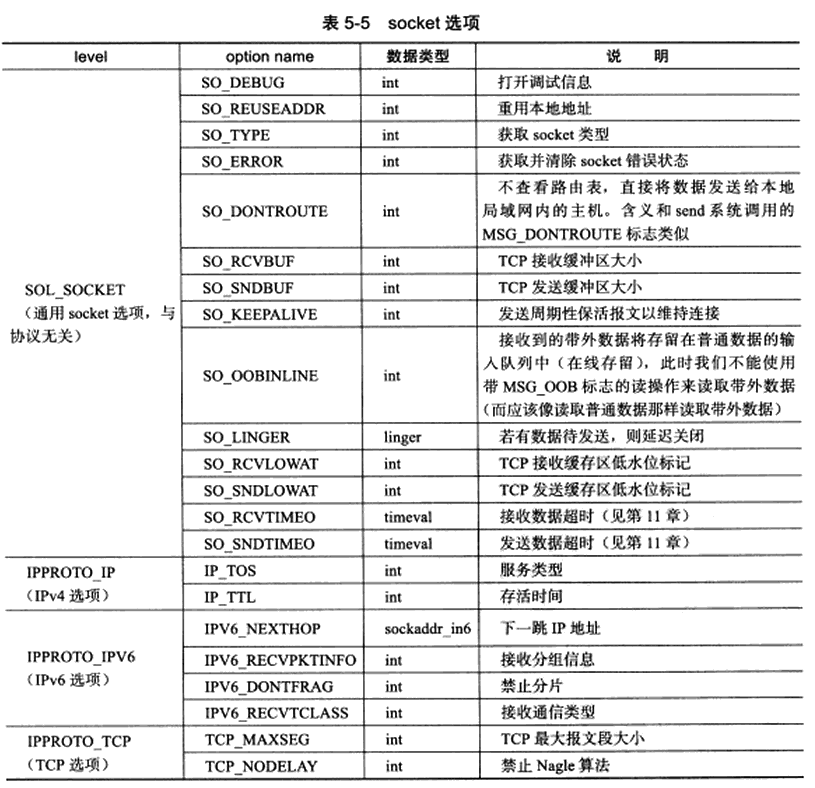 表 5-5 socket 选项
level option name 数据类型 说 明
SOL_SOCKET
（通用 socket 选项，与
协议无关）
SO_DEBUG int 打开调试信息
SO_REUSEADDR int 重用本地地址
SO_TYPE int 获取 socket 类型
SO_ERROR int 获取并清除 socket 错误状态
SO_DONTROUTE int 不查看路由表，直接将数据发送给本地
局域网内的主机。含义和 send 系统调用的
MSG_DONTROUTE 标志类似
SO_RCVBUF int TCP 接收缓冲区大小
SO_SNDBUF int TCP 发送缓冲区大小
SO_KEEPALIVE int 发送周期性保活报文以维持连接
SO_OOBINLINE int 接收到的带外数据将存留在普通数据的输
入队列中（在线存留），此时我们不能使用
带 MSG_OOB 标志的读操作来读取带外数据
（而应该像读取普通数据那样读取带外数据）
SO_LINGER linger 若有数据待发送，则延迟关闭
SO_RCVLOWAT int TCP 接收缓存区低水位标记
SO_SNDLOWAT int TCP 发送缓存区低水位标记
SO_RCVTIMEO timeval 接收数据超时（见第 11 章）
SO_SNDTIMEO timeval 发送数据超时（见第 11 章）
IPPROTO_IP
（IPv4 选项）
IP_TOS int 服务类型
IP_TTL int 存活时间
IPPROTO_IPV6
（IPv6 选项）
IPV6_NEXTHOP sockaddr_in6 下一跳 IP 地址
IPV6_RECVPKTINFO int 接收分组信息
IPV6_DONTFRAG int 禁止分片
IPV6_RECVTCLASS int 接收通信类型
IPPROTO_TCP
（TCP 选项）
TCP_MAXSEG int TCP 最大报文段大小
TCP_NODELAY int 禁止 Nagle 算法